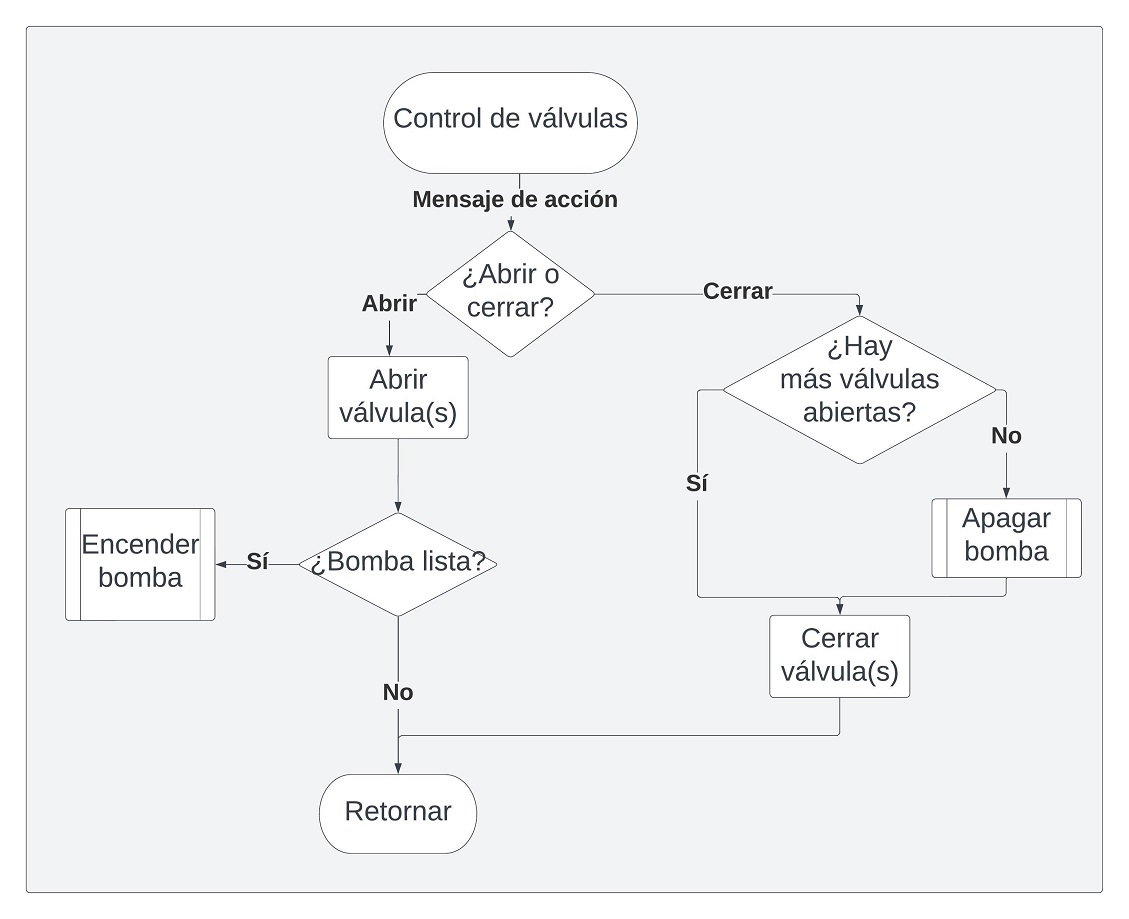 Control de válvulas
Mensaje de acción
¿Abrir o
cerrar?
Abrir
Cerrar
Abrir
válvula(s)
¿Hay
más válvulas
abiertas?
No
Sí
Apagar
bomba
Encender
bomba
Sí
¿Bomba lista?
Cerrar
válvula(s)
No
Retornar